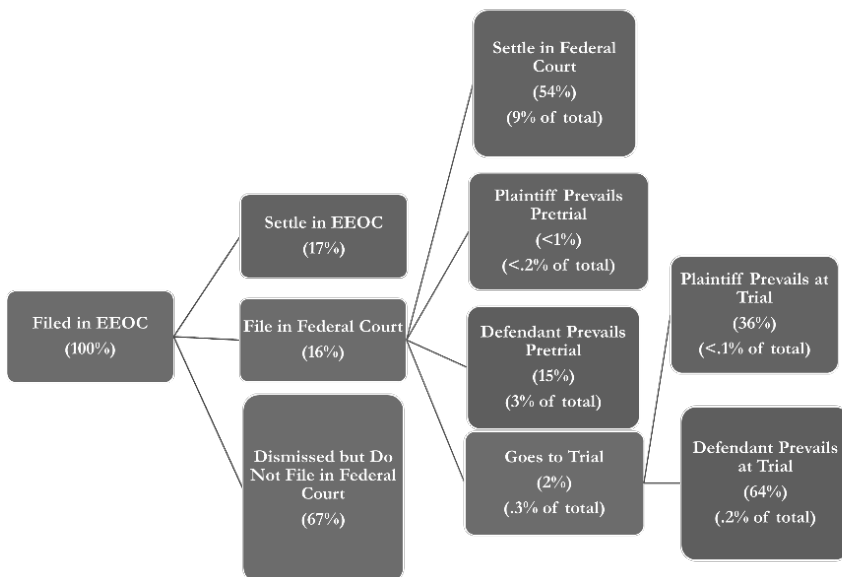 Filed in EEOC
(100%)
Settle in EEOC
(17%)
File in Federal Court
(16%)
Dismissed but Do
Not File in Federal
Court
(67%)
Settle in Federal
Court
(54%)
(9% of total)
Plaintiff Prevails
Pretrial
(<1%)
(<.2% of total)
Defendant Prevails
Pretrial
(15%)
(3% of total)
Goes to Trial
(2%)
(.3% of total)
Plaintiff Prevails at
Trial
(36%)
(<.1% of total)
Defendant Prevails
at Trial
(64%)
(.2% of total)